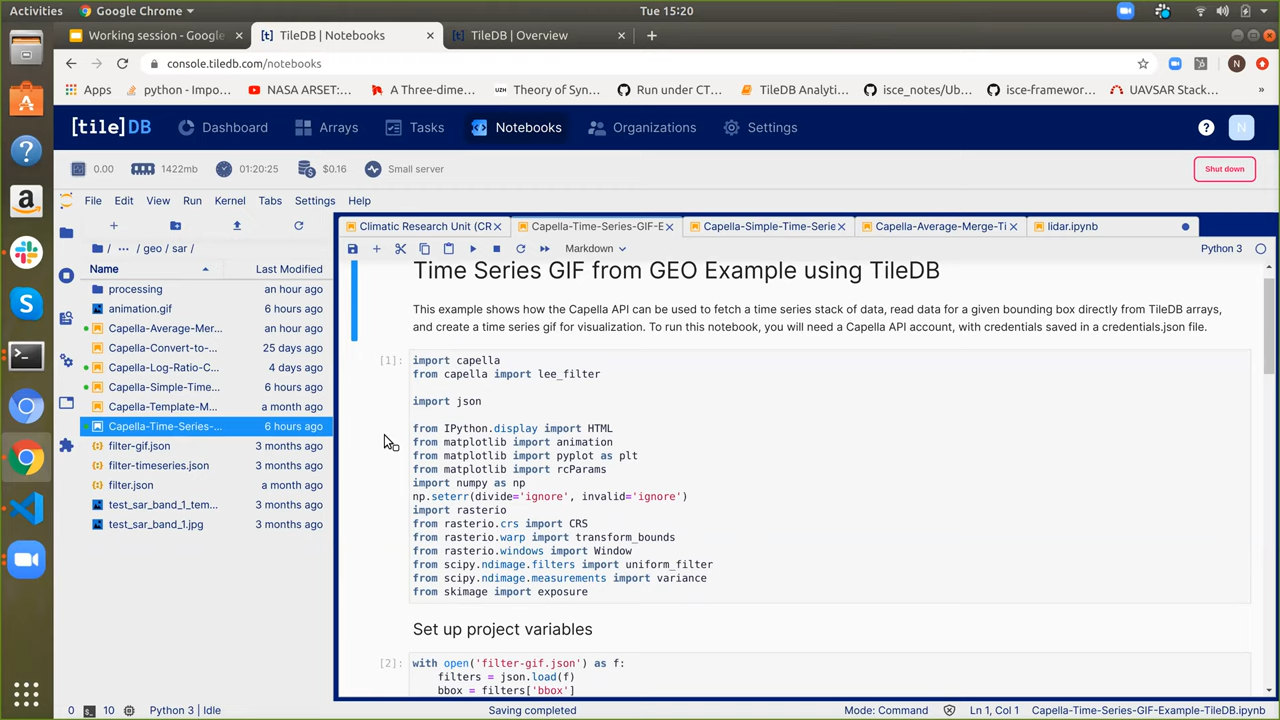 Activities
Google Chrome
Tue 15:20
Working session - Google
TileDB | Notebooks
TileDB | Overview
console.tiledb.com/notebooks
N
Apps
python - Impo...
NASA ARSET:...
A Three-dime...
UZH
Theory of Syn...
Run under CT...
TileDB Analyti...
isce_notes/Ub...
isce-framewor...
UAVSAR Stack...
»
[tile]DB
Dashboard
Arrays
Tasks
Notebooks
Organizations
Settings
?
N
0.00
1422mb
01:20:25
$0.16
Small server
Shut down
File
Edit
View
Run
Kernel
Tabs
Settings
Help
Climatic Research Unit (CR
Capella-Time-Series-GIF-E
Capella-Simple-Time-Serie
Capella-Average-Merge-Ti
lidar.ipynb
/ ··· / geo / sar /
Markdown
Python 3
Name
Last Modified
processing
an hour ago
animation.gif
6 hours ago
Capella-Average-Mer...
an hour ago
Capella-Convert-to-...
25 days ago
Capella-Log-Ratio-C...
4 days ago
Capella-Simple-Time...
6 hours ago
Capella-Template-M...
a month ago
Capella-Time-Series-...
6 hours ago
filter-gif.json
3 months ago
filter-timeseries.json
3 months ago
filter.json
a month ago
test_sar_band_1_tem...
3 months ago
test_sar_band_1.jpg
3 months ago
Time Series GIF from GEO Example using TileDB
This example shows how the Capella API can be used to fetch a time series stack of data, read data for a given bounding box directly from TileDB arrays,
and create a time series gif for visualization. To run this notebook, you will need a Capella API account, with credentials saved in a credentials.json file.
[1]:
import capella
from capella import lee_filter
import json
from IPython.display import HTML
from matplotlib import animation
from matplotlib import pyplot as plt
from matplotlib import rcParams
import numpy as np
np.seterr(divide='ignore', invalid='ignore')
import rasterio
from rasterio.crs import CRS
from rasterio.warp import transform_bounds
from rasterio.windows import Window
from scipy.ndimage.filters import uniform_filter
from scipy.ndimage.measurements import variance
from skimage import exposure
Set up project variables
[2]:
with open('filter-gif.json') as f:
filters = json.load(f)
bbox = filters['bbox']
0
10
Python 3 | Idle
Saving completed
Mode: Command
Ln 1, Col 1
Capella-Time-Series-GIF-Example-TileDB.ipynb